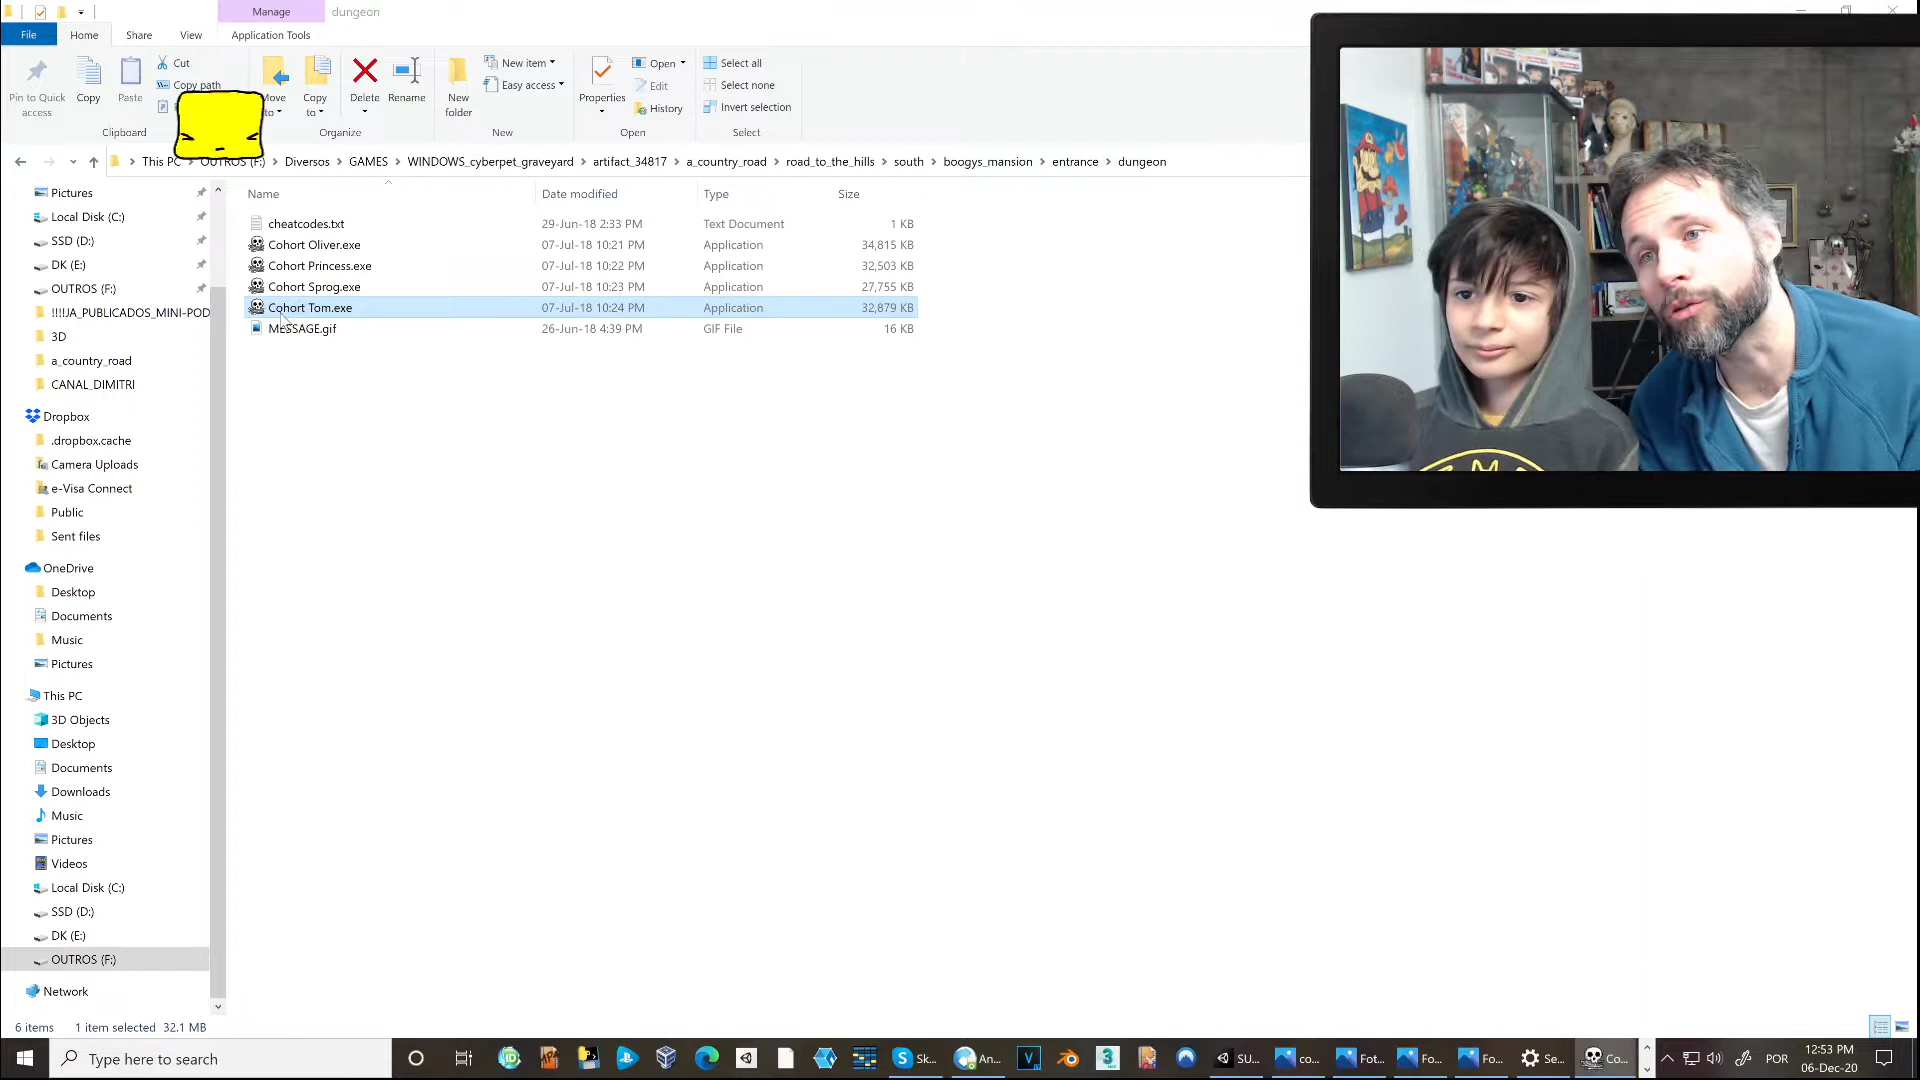 Manage
dungeon
File
Home
Share
View
Application Tools
Pin to Quick access
Copy
Paste
Cut
Copy path
Clipboard
Move to
Copy to
Delete
Rename
Organize
New folder
New item
Easy access
New
Properties
Open
Edit
History
Open
Select all
Select none
Invert selection
Select
This PC OUTROS (F:) Diversos GAMES WINDOWS_cyberpet_graveyard artifact_34817 a_country_road road_to_the_hills south boogys_mansion entrance dungeon
Name Date modified Type Size
cheatcodes.txt 29-Jun-18 2:33 PM Text Document 1 KB
Cohort Oliver.exe 07-Jul-18 10:21 PM Application 34,815 KB
Cohort Princess.exe 07-Jul-18 10:22 PM Application 32,503 KB
Cohort Sprog.exe 07-Jul-18 10:23 PM Application 27,755 KB
Cohort Tom.exe 07-Jul-18 10:24 PM Application 32,879 KB
MESSAGE.gif 26-Jun-18 4:39 PM GIF File 16 KB
Pictures
Local Disk (C:)
SSD (D:)
DK (E:)
OUTROS (F:)
!!!!JA_PUBLICADOS_MINI-POD
3D
a_country_road
CANAL_DIMITRI
Dropbox
.dropbox.cache
Camera Uploads
e-Visa Connect
Public
Sent files
OneDrive
Desktop
Documents
Music
Pictures
This PC
3D Objects
Desktop
Documents
Downloads
Music
Pictures
Videos
Local Disk (C:)
SSD (D:)
DK (E:)
OUTROS (F:)
Network
6 items 1 item selected 32.1 MB
Type here to search
Sk...
An...
SU...
co...
Fot...
Fo...
Fo...
Se...
Co...
POR
12:53 PM
06-Dec-20